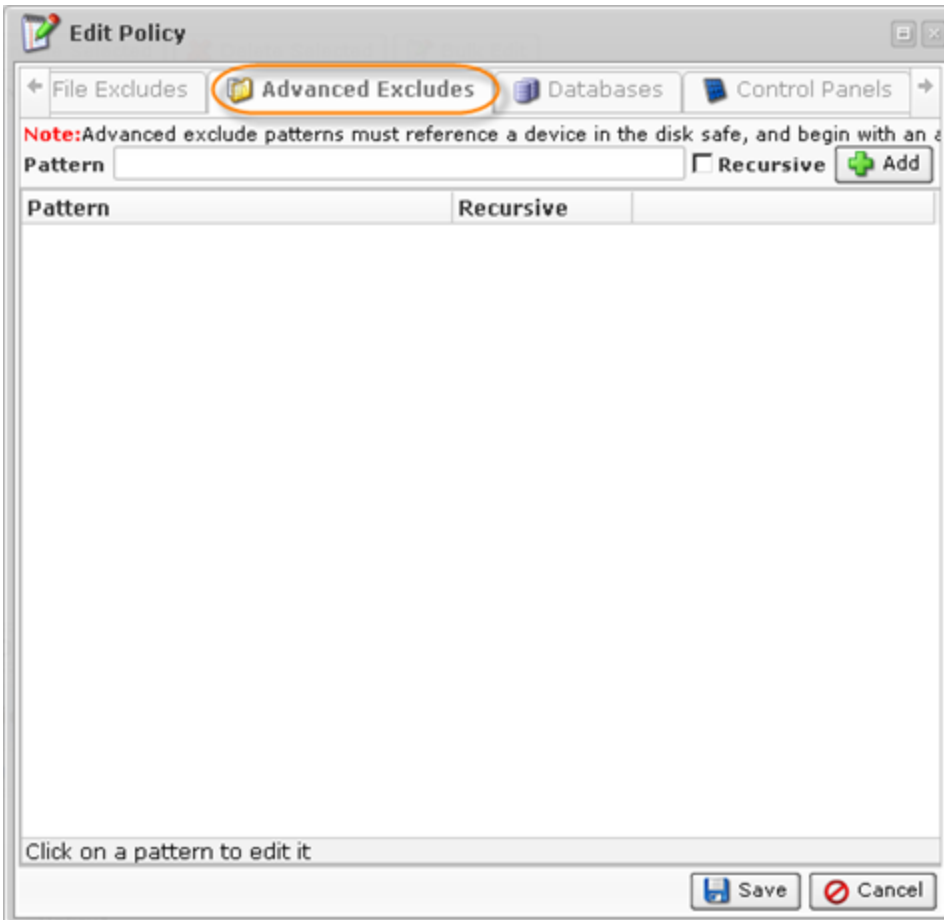 Edit Policy
File Excludes Advanced Excludes Databases Control Panels
Note:Advanced exclude patterns must reference a device in the disk safe, and begin with an
Pattern Recursive Add
Pattern Recursive
Click on a pattern to edit it
Save Cancel